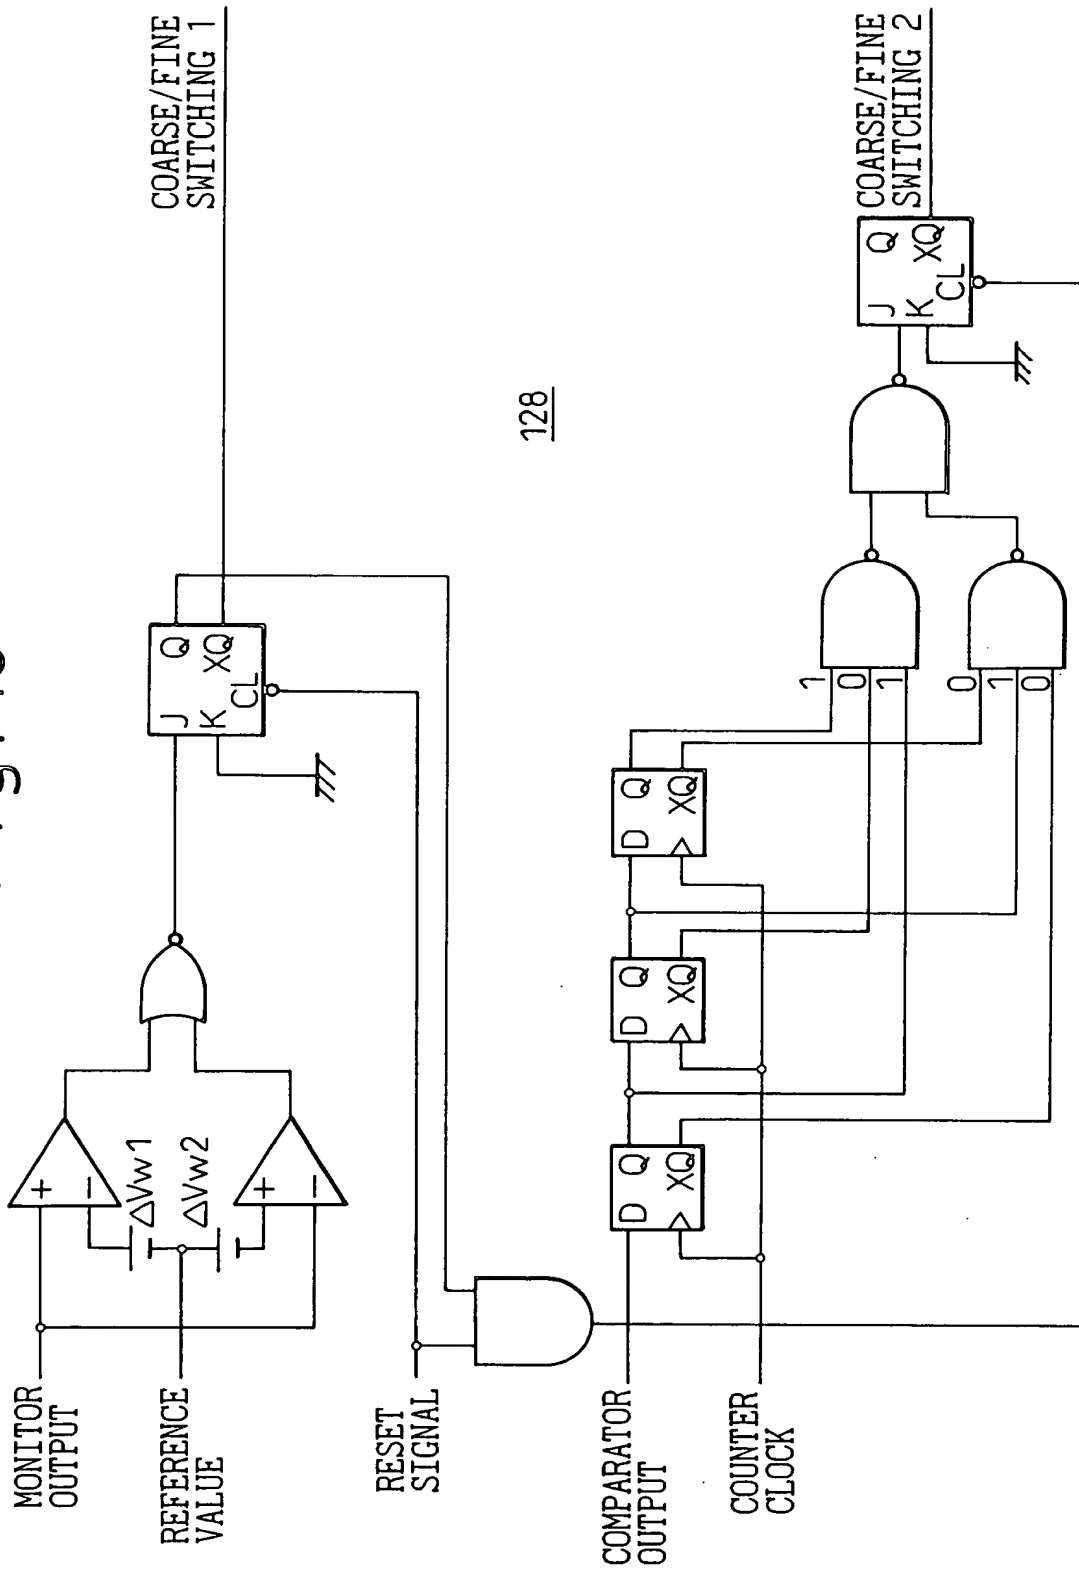 MONITOR
OUTPUT
REFERENCE
VALUE
ΔVw1
ΔVw2
+
−
+
−
J
Q
K
XQ
CL
COARSE/FINE
SWITCHING 1
RESET
SIGNAL
128
COMPARATOR
OUTPUT
COUNTER
CLOCK
D Q
XQ
D Q
XQ
D Q
XQ
1
0
1
0
1
0
J
Q
K
XQ
CL
COARSE/FINE
SWITCHING 2